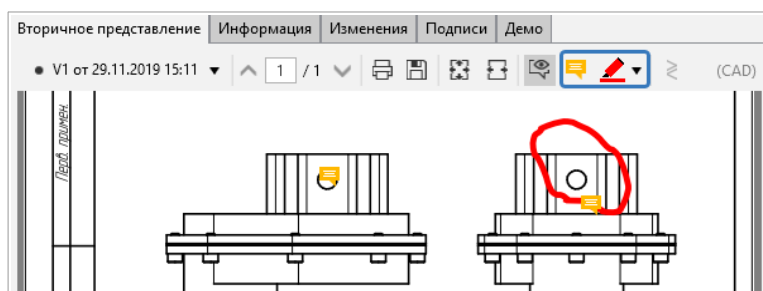 Вторичное представление Информация Изменения Подписи Демо
V1 от 29.11.2019 15:11 1 / 1 (CAD)
Перв. примен.